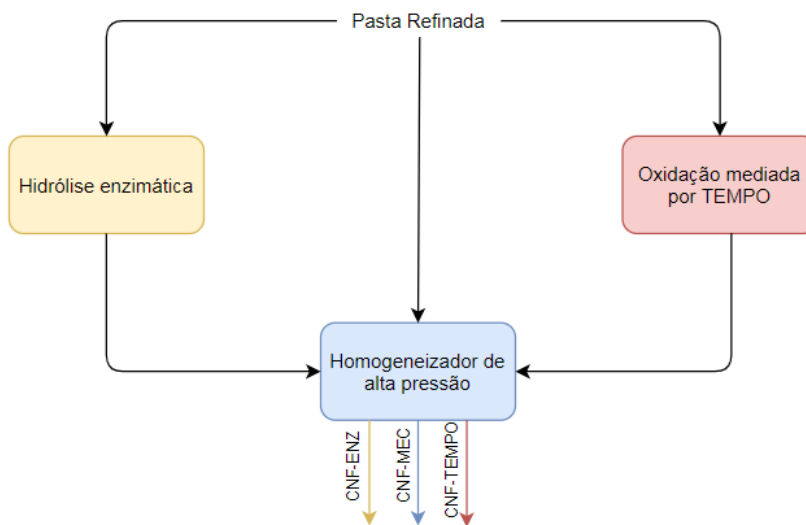 Pasta Refinada
Hidrólise enzimática
Oxidação mediada
por TEMPO
Homogeneizador de
alta pressão
CNF-ENZ
CNF-MEC
CNF-TEMPO